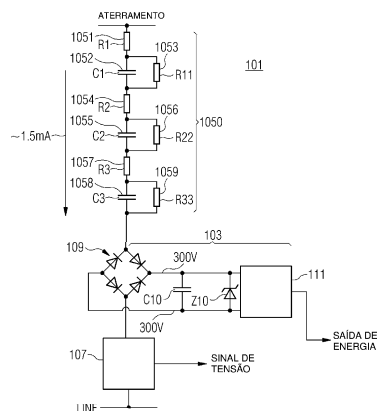 ATERRAMENTO
1051
R1
1053
1052
C1
R11
101
1054
R2
1056
1055
C2
R22
1050
~1.5mA
1057
R3
1059
1058
C3
R33
103
109
300V
111
C10
Z10
300V
SAÍDA DE
ENERGIA
107
SINAL DE
TENSÃO
LINE